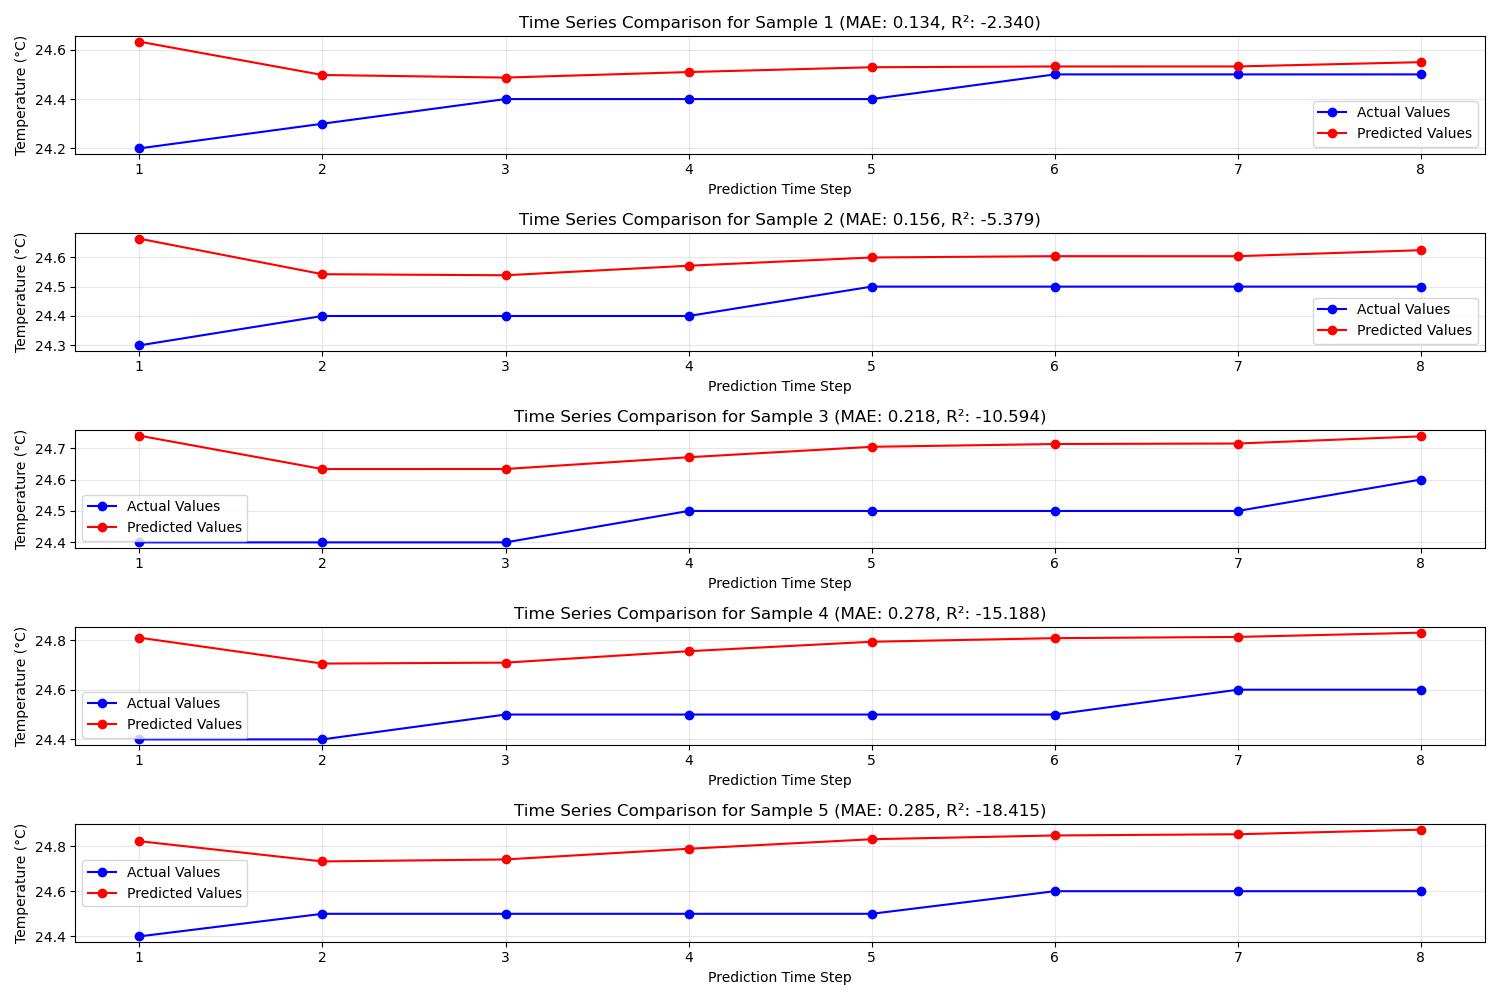 Time Series Comparison for Sample 1 (MAE: 0.134, R²: -2.340)
Temperature (°C)
24.6
24.4
24.2
Actual Values
Predicted Values
1 2 3 4 5 6 7 8
Prediction Time Step
Time Series Comparison for Sample 2 (MAE: 0.156, R²: -5.379)
Temperature (°C)
24.6
24.5
24.4
24.3
Actual Values
Predicted Values
1 2 3 4 5 6 7 8
Prediction Time Step
Time Series Comparison for Sample 3 (MAE: 0.218, R²: -10.594)
Temperature (°C)
24.7
24.6
24.5
24.4
Actual Values
Predicted Values
1 2 3 4 5 6 7 8
Prediction Time Step
Time Series Comparison for Sample 4 (MAE: 0.278, R²: -15.188)
Temperature (°C)
24.8
24.6
24.4
Actual Values
Predicted Values
1 2 3 4 5 6 7 8
Prediction Time Step
Time Series Comparison for Sample 5 (MAE: 0.285, R²: -18.415)
Temperature (°C)
24.8
24.6
24.4
Actual Values
Predicted Values
1 2 3 4 5 6 7 8
Prediction Time Step